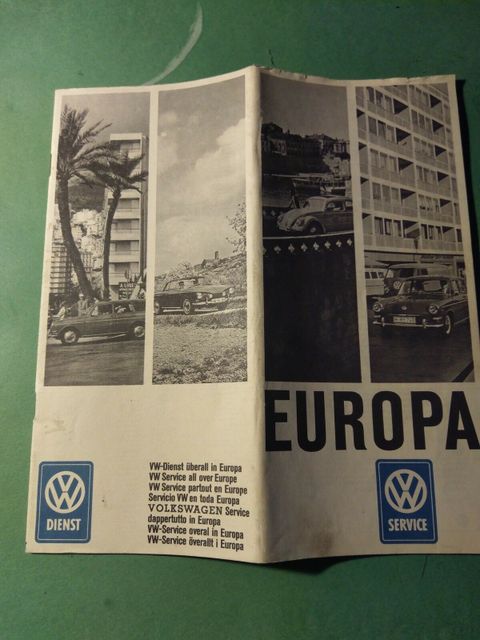 EUROPA
VW
DIENST
VW-Dienst überall in Europa
VW Service all over Europe
VW Service partout en Europe
Servicio VW en toda Europa
VOLKSWAGEN Service
dappertutto in Europa
VW-Service overal in Europa
VW-Service överallt i Europa
VW
SERVICE